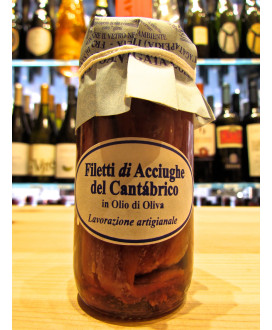 Filetti di Acciughe
del Cantábrico
in Olio di Oliva
Lavorazione artigianale